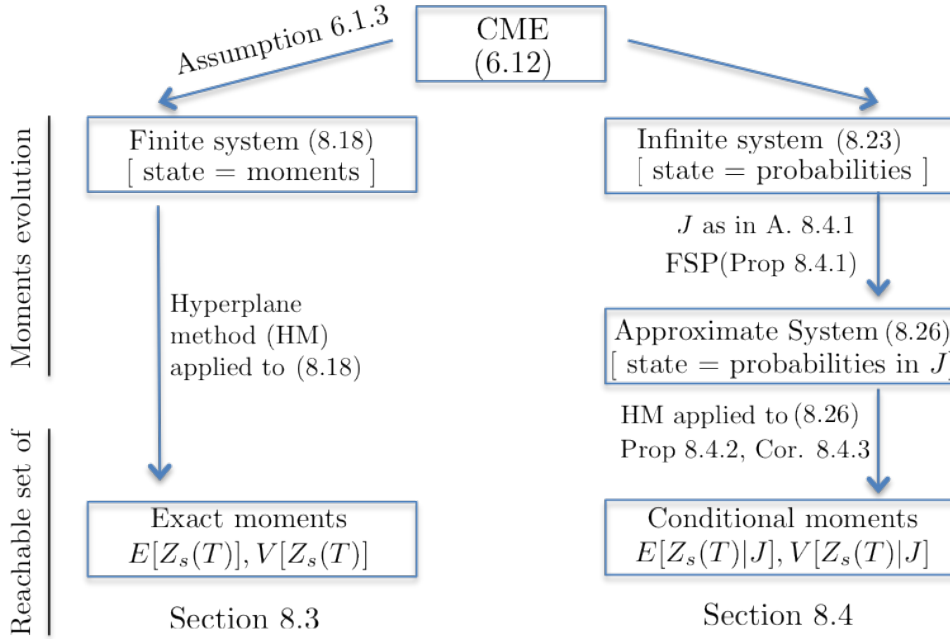 CME
(6.12)
Assumption 6.1.3
Moments evolution
Finite system (8.18)
[ state = moments ]
Infinite system (8.23)
[ state = probabilities ]
J as in A. 8.4.1
FSP(Prop 8.4.1)
Hyperplane
method (HM)
applied to (8.18)
Approximate System (8.26)
[ state = probabilities in J]
HM applied to (8.26)
Prop 8.4.2, Cor. 8.4.3
Reachable set of
Exact moments
E[Z_s(T)], V[Z_s(T)]
Conditional moments
E[Z_s(T)|J], V[Z_s(T)|J]
Section 8.3
Section 8.4